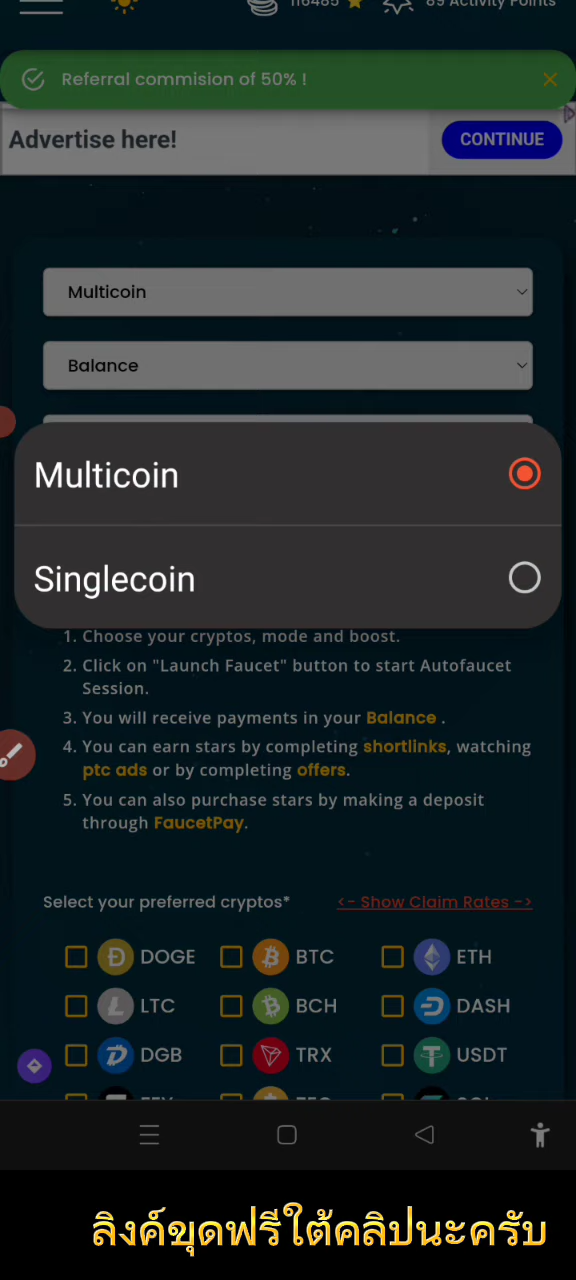 116485 89 Activity Points
Referral commision of 50% !
Advertise here!
CONTINUE
Multicoin
Balance
Multicoin
Singlecoin
1. Choose your cryptos, mode and boost.
2. Click on "Launch Faucet" button to start Autofaucet
Session.
3. You will receive payments in your Balance .
4. You can earn stars by completing shortlinks, watching
ptc ads or by completing offers.
5. You can also purchase stars by making a deposit
through FaucetPay.
Select your preferred cryptos* <- Show Claim Rates ->
DOGE BTC ETH
LTC BCH DASH
DGB TRX USDT
ลิงค์ขุดฟรีใต้คลิปนะครับ